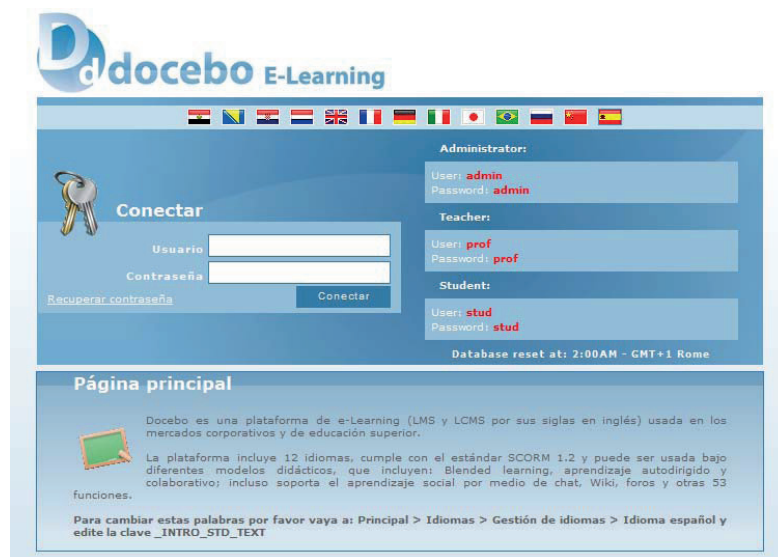 Dd docebo E-Learning
Conectar
Usuario
Contraseña
Recuperar contraseña
Conectar
Administrator:
User: admin
Password: admin
Teacher:
User: prof
Password: prof
Student:
User: stud
Password: stud
Database reset at: 2:00AM - GMT+1 Rome
Página principal
Docebo es una plataforma de e-Learning (LMS y LCMS por sus siglas en inglés) usada en los
mercados corporativos y de educación superior.
La plataforma incluye 12 idiomas, cumple con el estándar SCORM 1.2 y puede ser usada bajo
diferentes modelos didácticos, que incluyen: Blended learning, aprendizaje autodirigido y
colaborativo; incluso soporta el aprendizaje social por medio de chat, Wiki, foros y otras 53
funciones.
Para cambiar estas palabras por favor vaya a: Principal > Idiomas > Gestión de idiomas > Idioma español y
edite la clave _INTRO_STD_TEXT